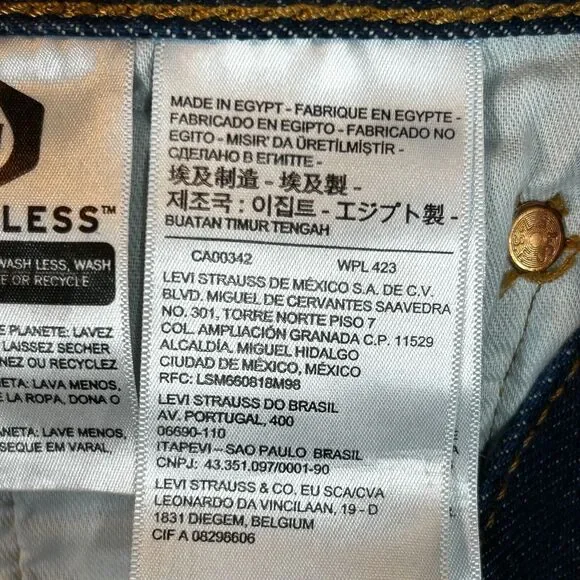 LESS™
WASH LESS, WASH
E OR RECYCLE
E PLANETE: LAVEZ
LAISSEZ SECHER
NEZ OU RECYCLEZ
ETA: LAVA MENOS,
E LA ROPA, DONA O
ANETA: LAVE MENOS,
SEQUE EM VARAL,
MADE IN EGYPT - FABRIQUE EN EGYPTE -
FABRICADO EN EGIPTO - FABRICADO NO
EGITO - MISIR' DA ÜRETİLMİŞTİR -
СДЕЛАНО В ЕГИПТЕ -
埃及制造 - 埃及製 -
제조국 : 이집트 - エジプト製 -
BUATAN TIMUR TENGAH
CA00342 WPL 423
LEVI STRAUSS DE MÉXICO S.A. DE C.V.
BLVD. MIGUEL DE CERVANTES SAAVEDRA
NO. 301, TORRE NORTE PISO 7
COL. AMPLIACIÓN GRANADA C.P. 11529
ALCALDÍA, MIGUEL HIDALGO
CIUDAD DE MÉXICO, MÉXICO
RFC: LSM660818M98
LEVI STRAUSS DO BRASIL
AV. PORTUGAL, 400
06690-110
ITAPEVI – SAO PAULO BRASIL
CNPJ: 43.351.097/0001-90
LEVI STRAUSS & CO. EU SCA/CVA
LEONARDO DA VINCILAAN, 19 - D
1831 DIEGEM, BELGIUM
CIF A 08298606